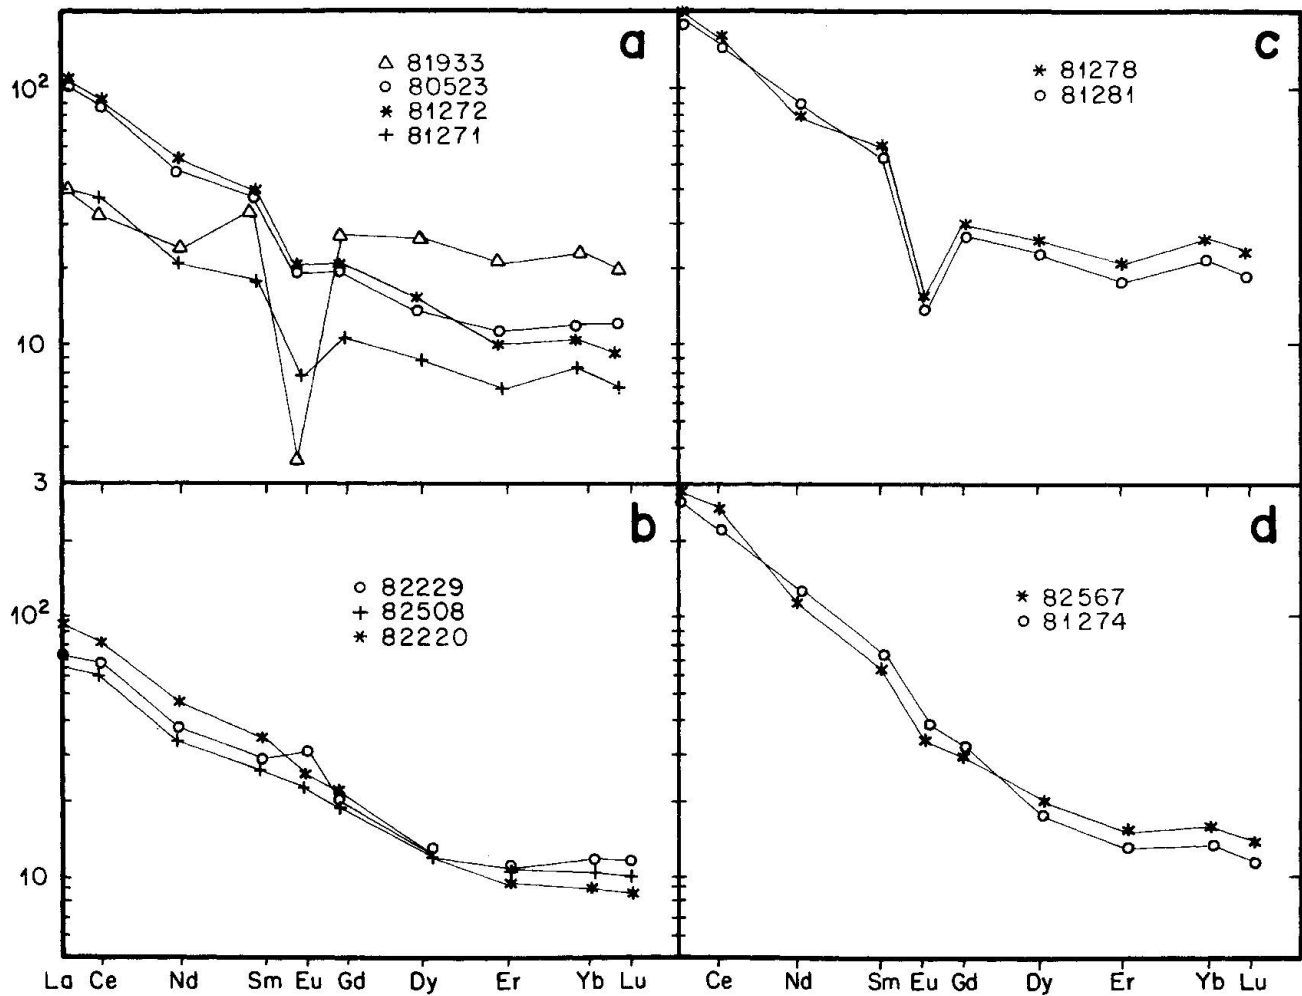 a
△ 81933
○ 80523
* 81272
+ 81271
10²
10
3
c
* 81278
○ 81281
b
○ 82229
+ 82508
* 82220
10²
10
d
* 82567
○ 81274
La Ce Nd Sm Eu Gd Dy Er Yb Lu
Ce Nd Sm Eu Gd Dy Er Yb Lu